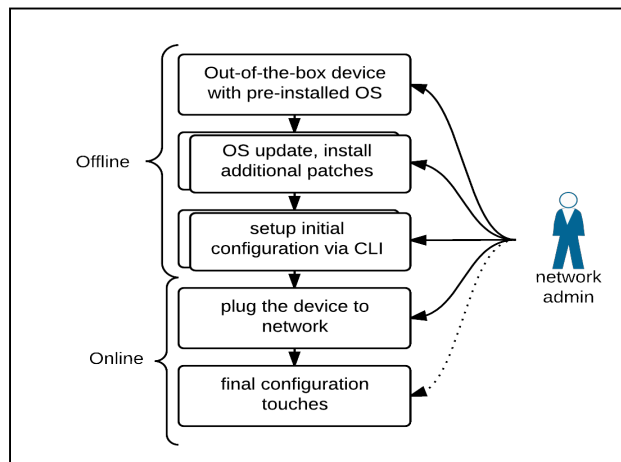 Out-of-the-box device
with pre-installed OS
Offline
OS update, install
additional patches
setup initial
configuration via CLI
network
admin
plug the device to
network
Online
final configuration
touches